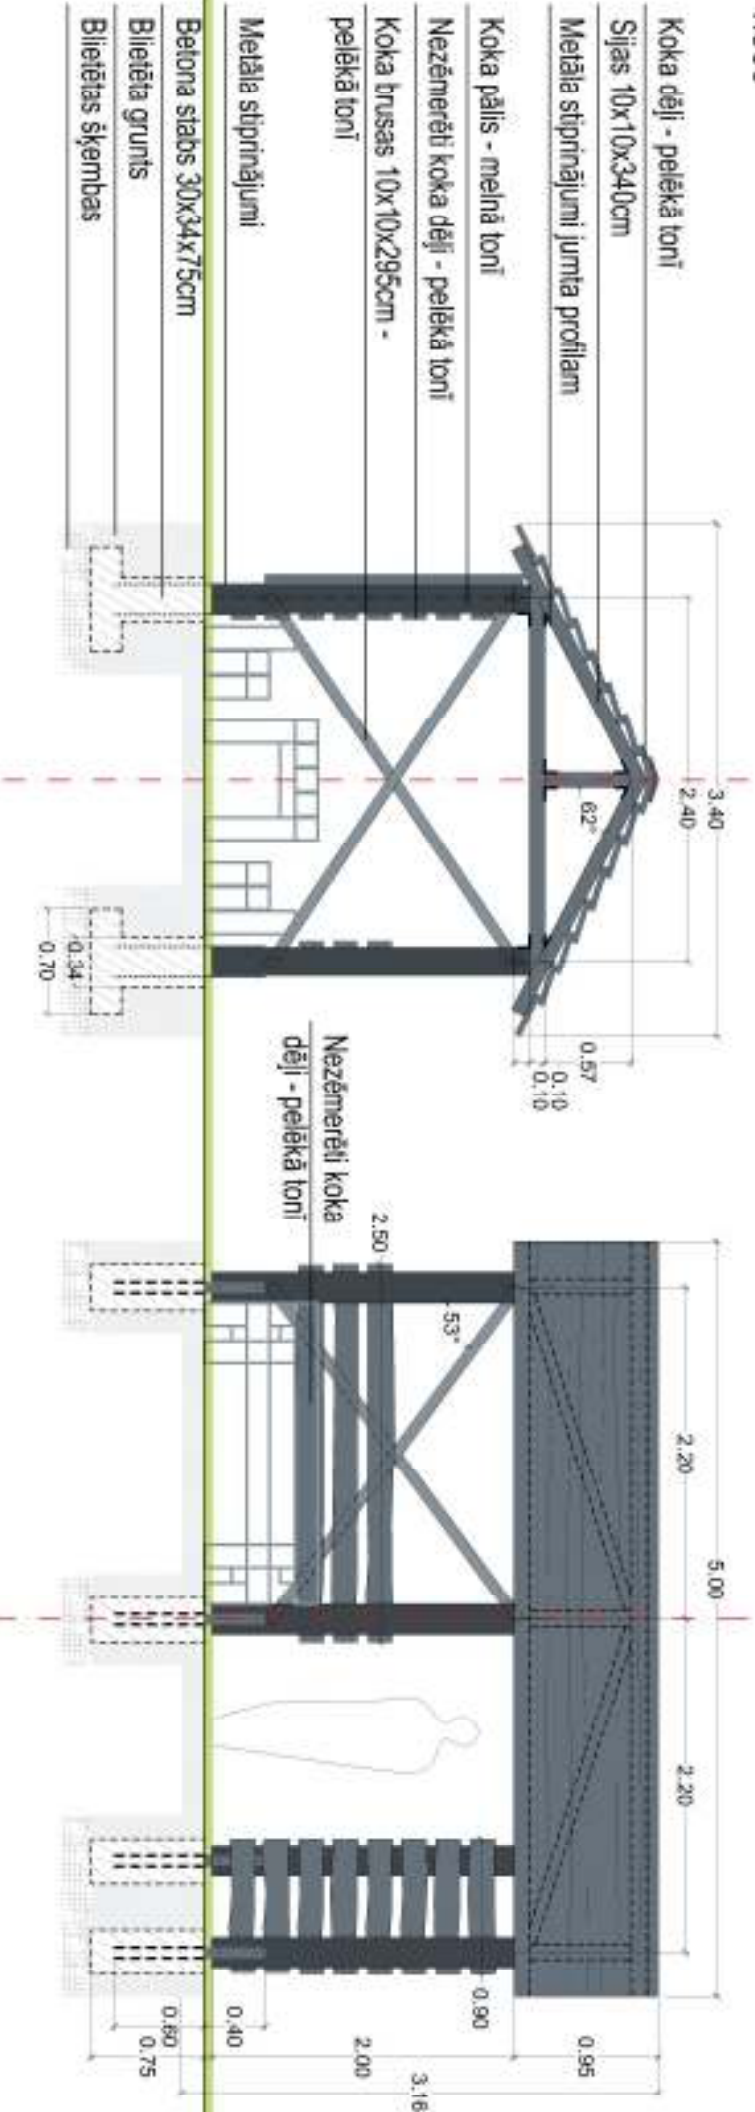 Koka dēļi - pelēkā tonī
Sijas 10x10x340cm
Metāla stiprinājumi jumta profilam
Koka pālis - melnā tonī
Nezēmerēti koka dēļi - pelēkā tonī
Koka brusas 10x10x295cm -
pelēkā tonī
Metāla stiprinājumi
Betona stabs 30x34x75cm
Blietēta grunts
Blietētas šķembas
3.40
2.40
62°
0.67
0.10
0.10
0.34
0.70
Nezēmerēti koka
dēļi - pelēkā tonī
5.00
2.20
2.20
2.50
53°
0.90
0.95
2.00
3.16
0.40
0.60
0.75